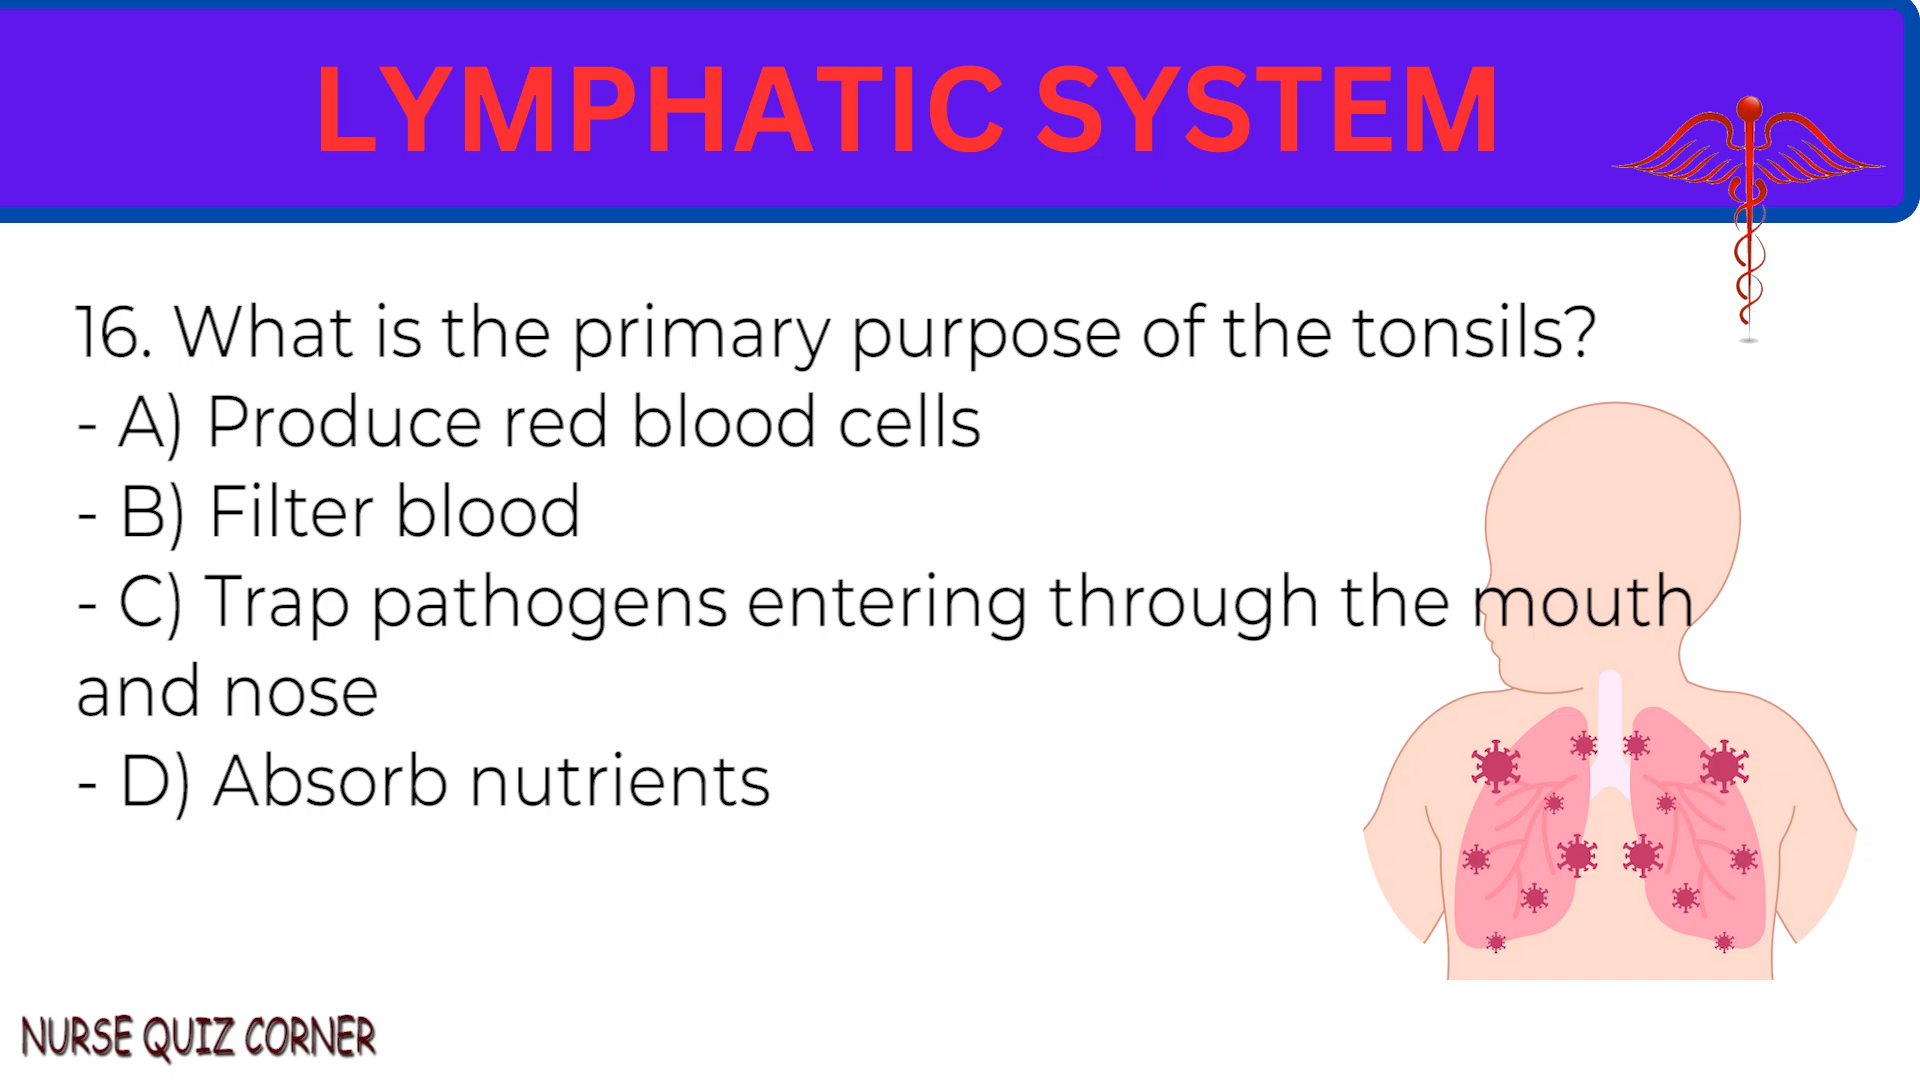 LYMPHATIC SYSTEM
16. What is the primary purpose of the tonsils?
- A) Produce red blood cells
- B) Filter blood
- C) Trap pathogens entering through the mouth
and nose
- D) Absorb nutrients
NURSE QUIZ CORNER